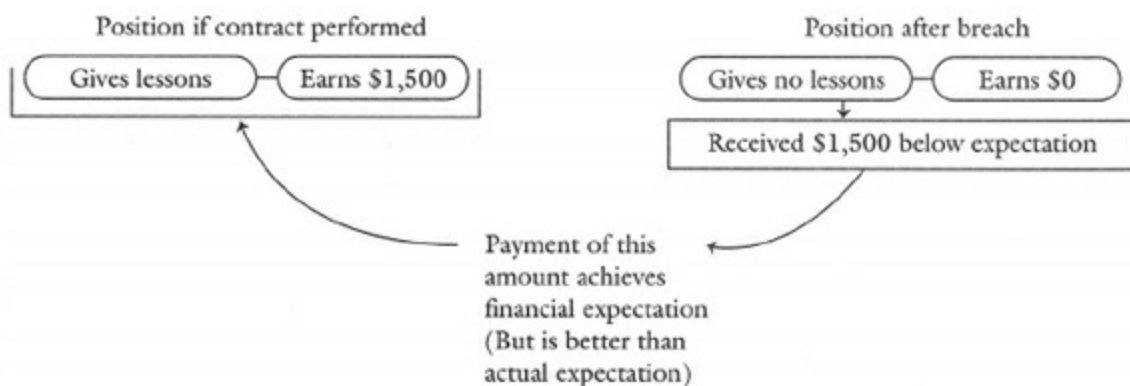 Position if contract performed
Position after breach
Gives lessons
Earns $1,500
Gives no lessons
Earns $0
Received $1,500 below expectation
Payment of this
amount achieves
financial expectation
(But is better than
actual expectation)